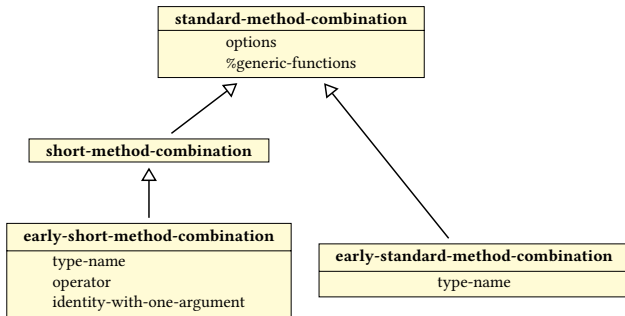 standard-method-combination
options
%generic-functions
short-method-combination
early-short-method-combination
type-name
operator
identity-with-one-argument
early-standard-method-combination
type-name